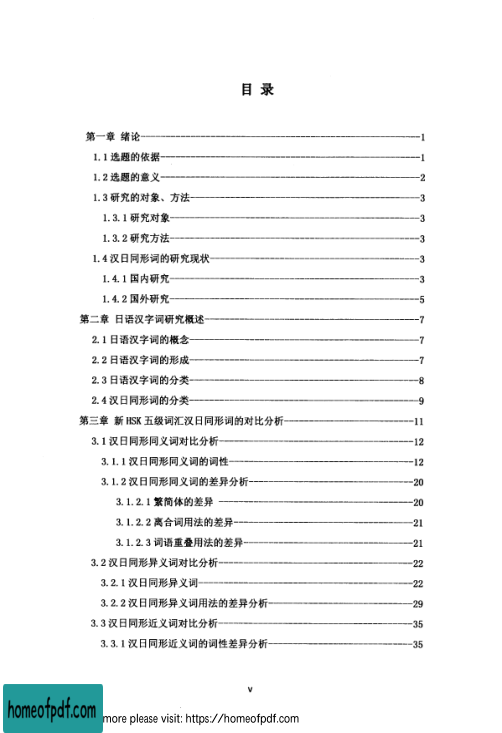 目 录
第一章 绪论 1
1.1选题的依据 1
1.2选题的意义 2
1.3研究的对象、方法 3
1.3.1研究对象 3
1.3.2研究方法 3
1.4汉日同形词的研究现状 3
1.4.1国内研究 3
1.4.2国外研究 5
第二章 日语汉字词研究概述 7
2.1日语汉字词的概念 7
2.2日语汉字词的形成 7
2.3日语汉字词的分类 8
2.4汉日同形词的分类 9
第三章 新HSK五级词汇汉日同形词的对比分析 11
3.1汉日同形同义词对比分析 12
3.1.1汉日同形同义词的词性 12
3.1.2汉日同形同义词的差异分析 20
3.1.2.1繁简体的差异 20
3.1.2.2离合词用法的差异 21
3.1.2.3词语重叠用法的差异 21
3.2汉日同形异义词对比分析 22
3.2.1汉日同形异义词 22
3.2.2汉日同形异义词用法的差异分析 29
3.3汉日同形近义词对比分析 35
3.3.1汉日同形近义词的词性差异分析 35
V
homeofpdf.com
more please visit: https://homeofpdf.com